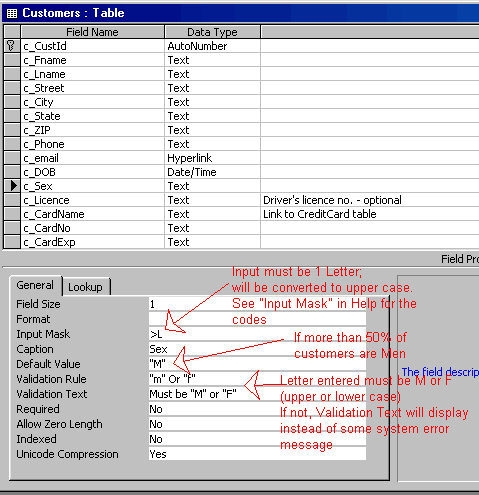 Customers : Table
Field Name Data Type
c_CustId AutoNumber
c_Fname Text
c_Lname Text
c_Street Text
c_City Text
c_State Text
c_ZIP Text
c_Phone Text
c_email Hyperlink
c_DOB Date/Time
c_Sex Text
c_Licence Text Driver's licence no. - optional
c_CardName Text Link to CreditCard table
c_CardNo Text
c_CardExp Text
Field Pro
General Lookup
Input must be 1 Letter;
will be converted to upper case.
See "Input Mask" in Help for the
codes
Field Size 1
Format
Input Mask >L
Caption Sex
Default Value "M"
Validation Rule "m" Or "f"
Validation Text Must be "M" or "F"
Required No
Allow Zero Length No
Indexed No
Unicode Compression Yes
If more than 50% of
customers are Men
Letter entered must be M or F
(upper or lower case)
If not, Validation Text will display
instead of some system error
message
The field descrip